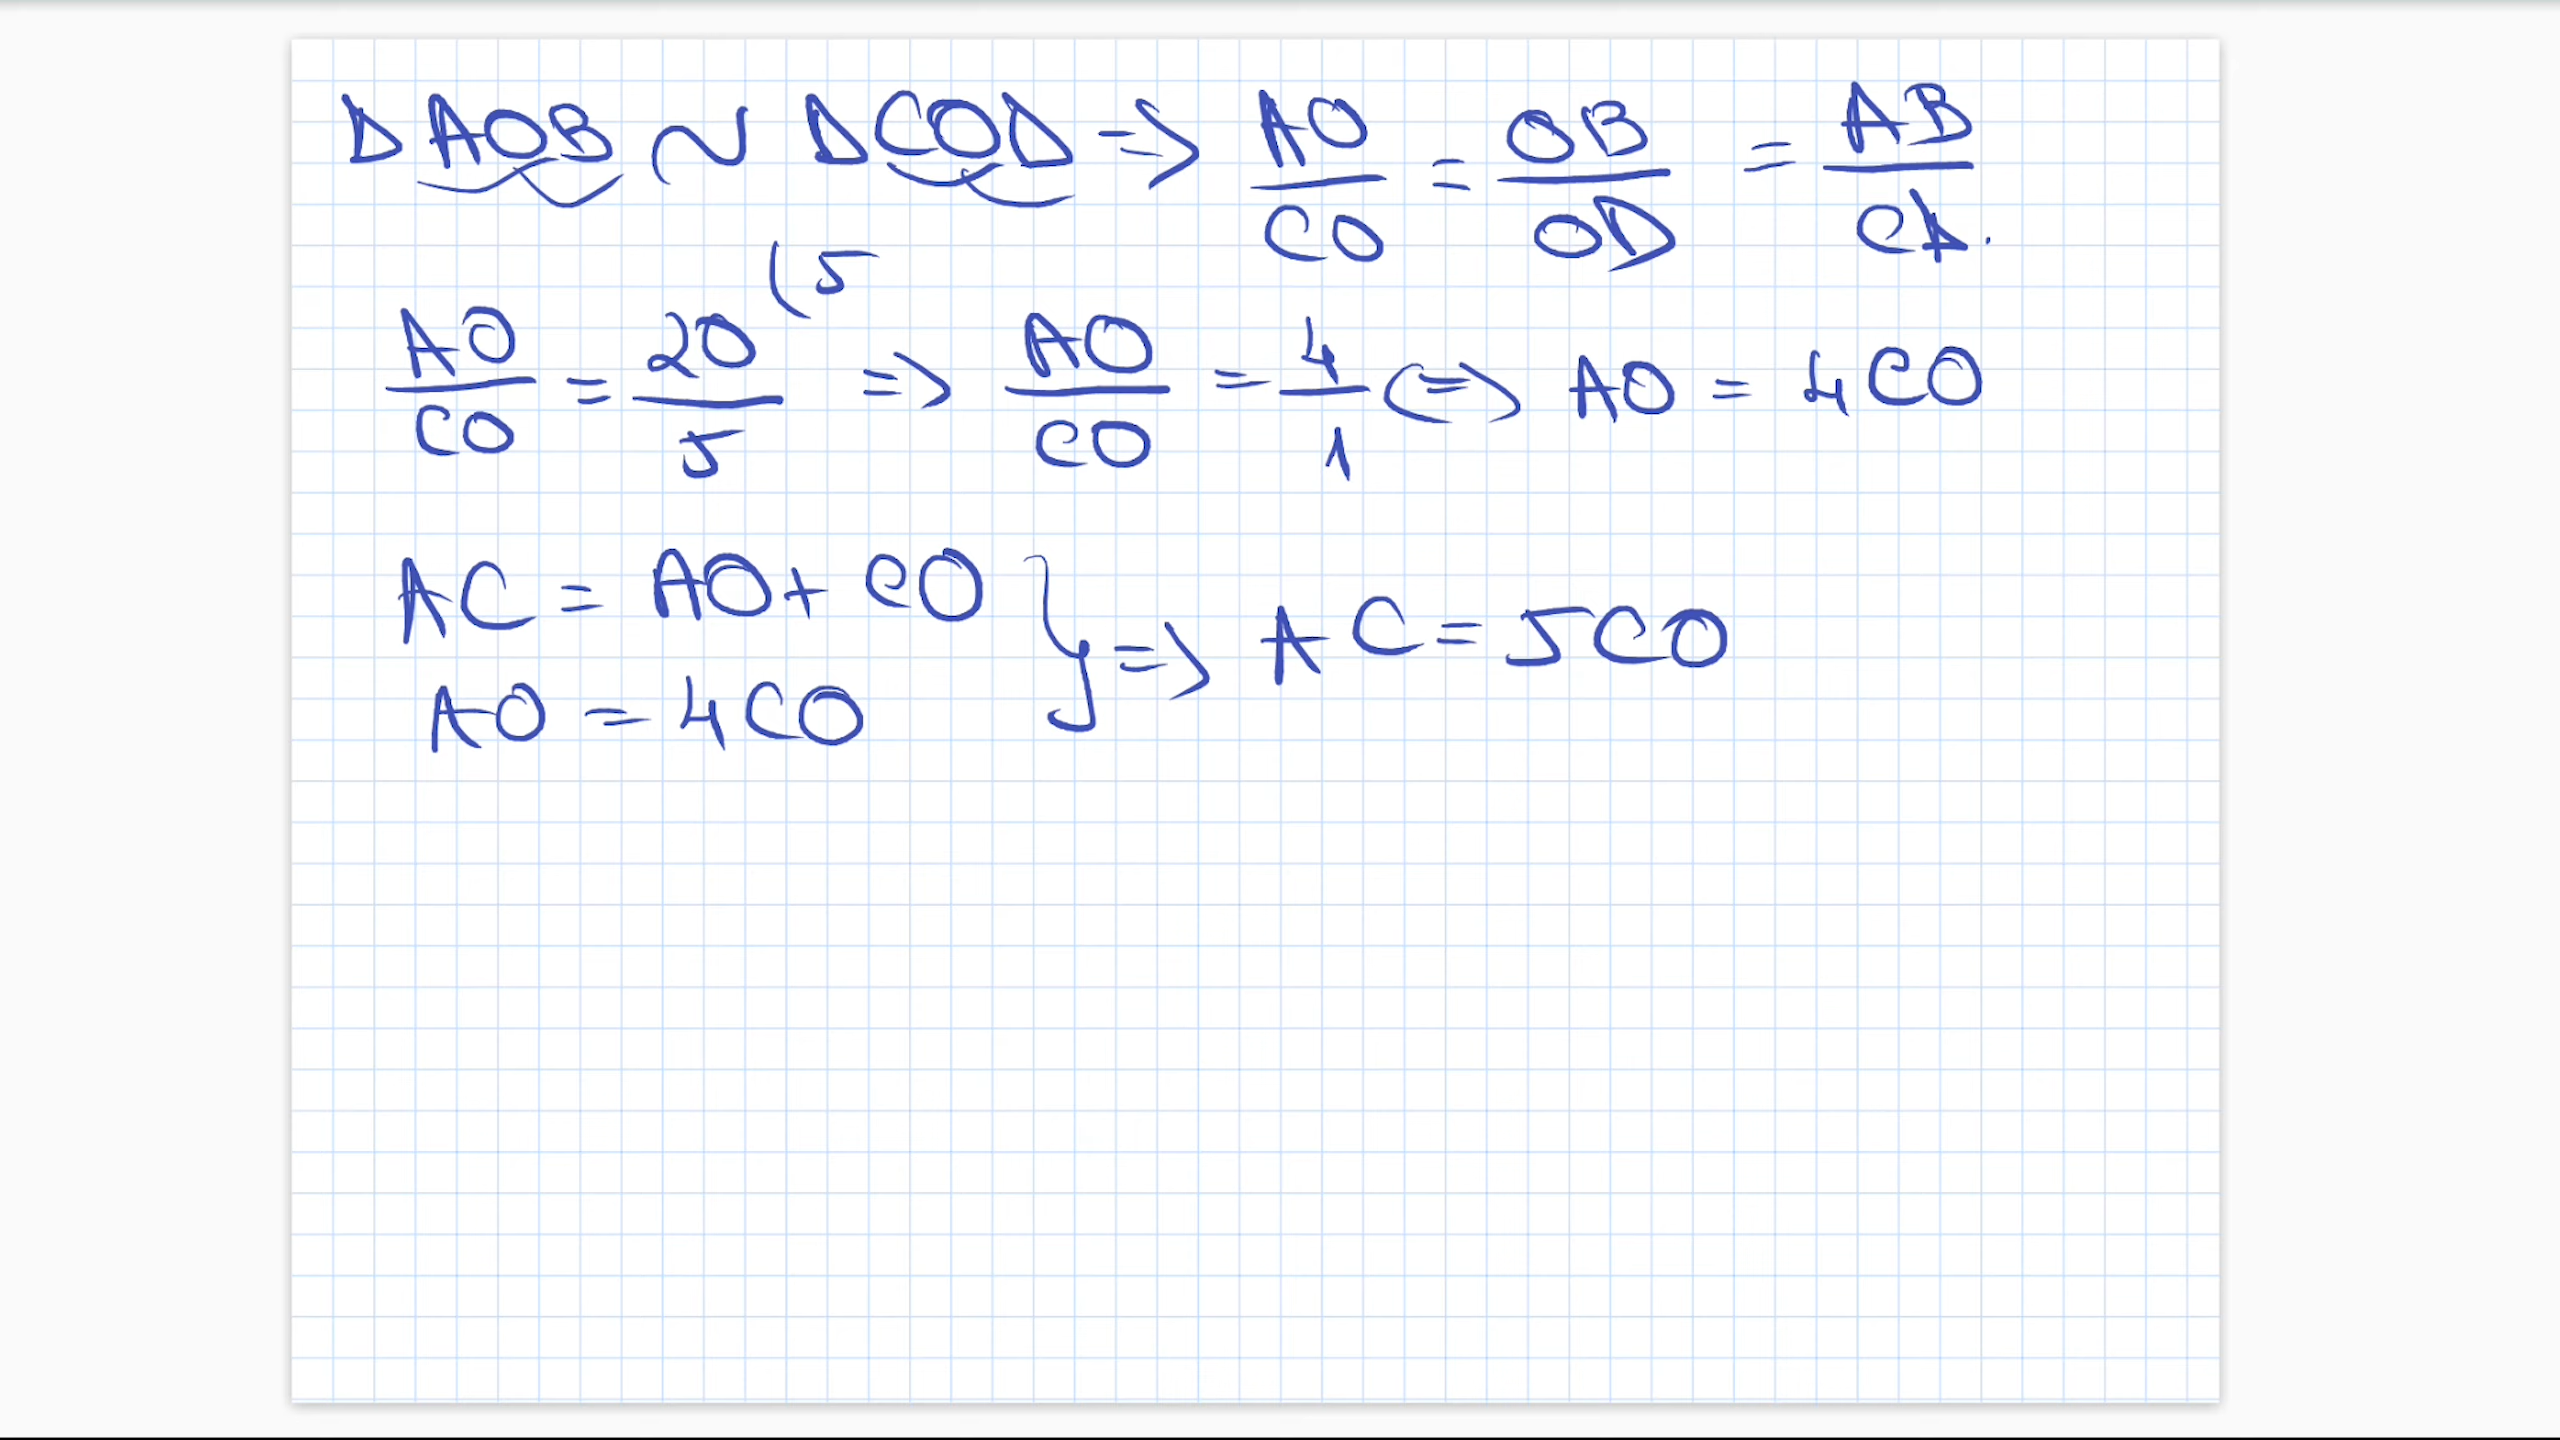 ΔAOB ~ ΔCOD => AO/CO = OB/OD = AB/CD.
AO/CO = 20/5 (5 => AO/CO = 4/1 <=> AO = 4CO
AC = AO + CO } => AC = 5CO
AO = 4CO